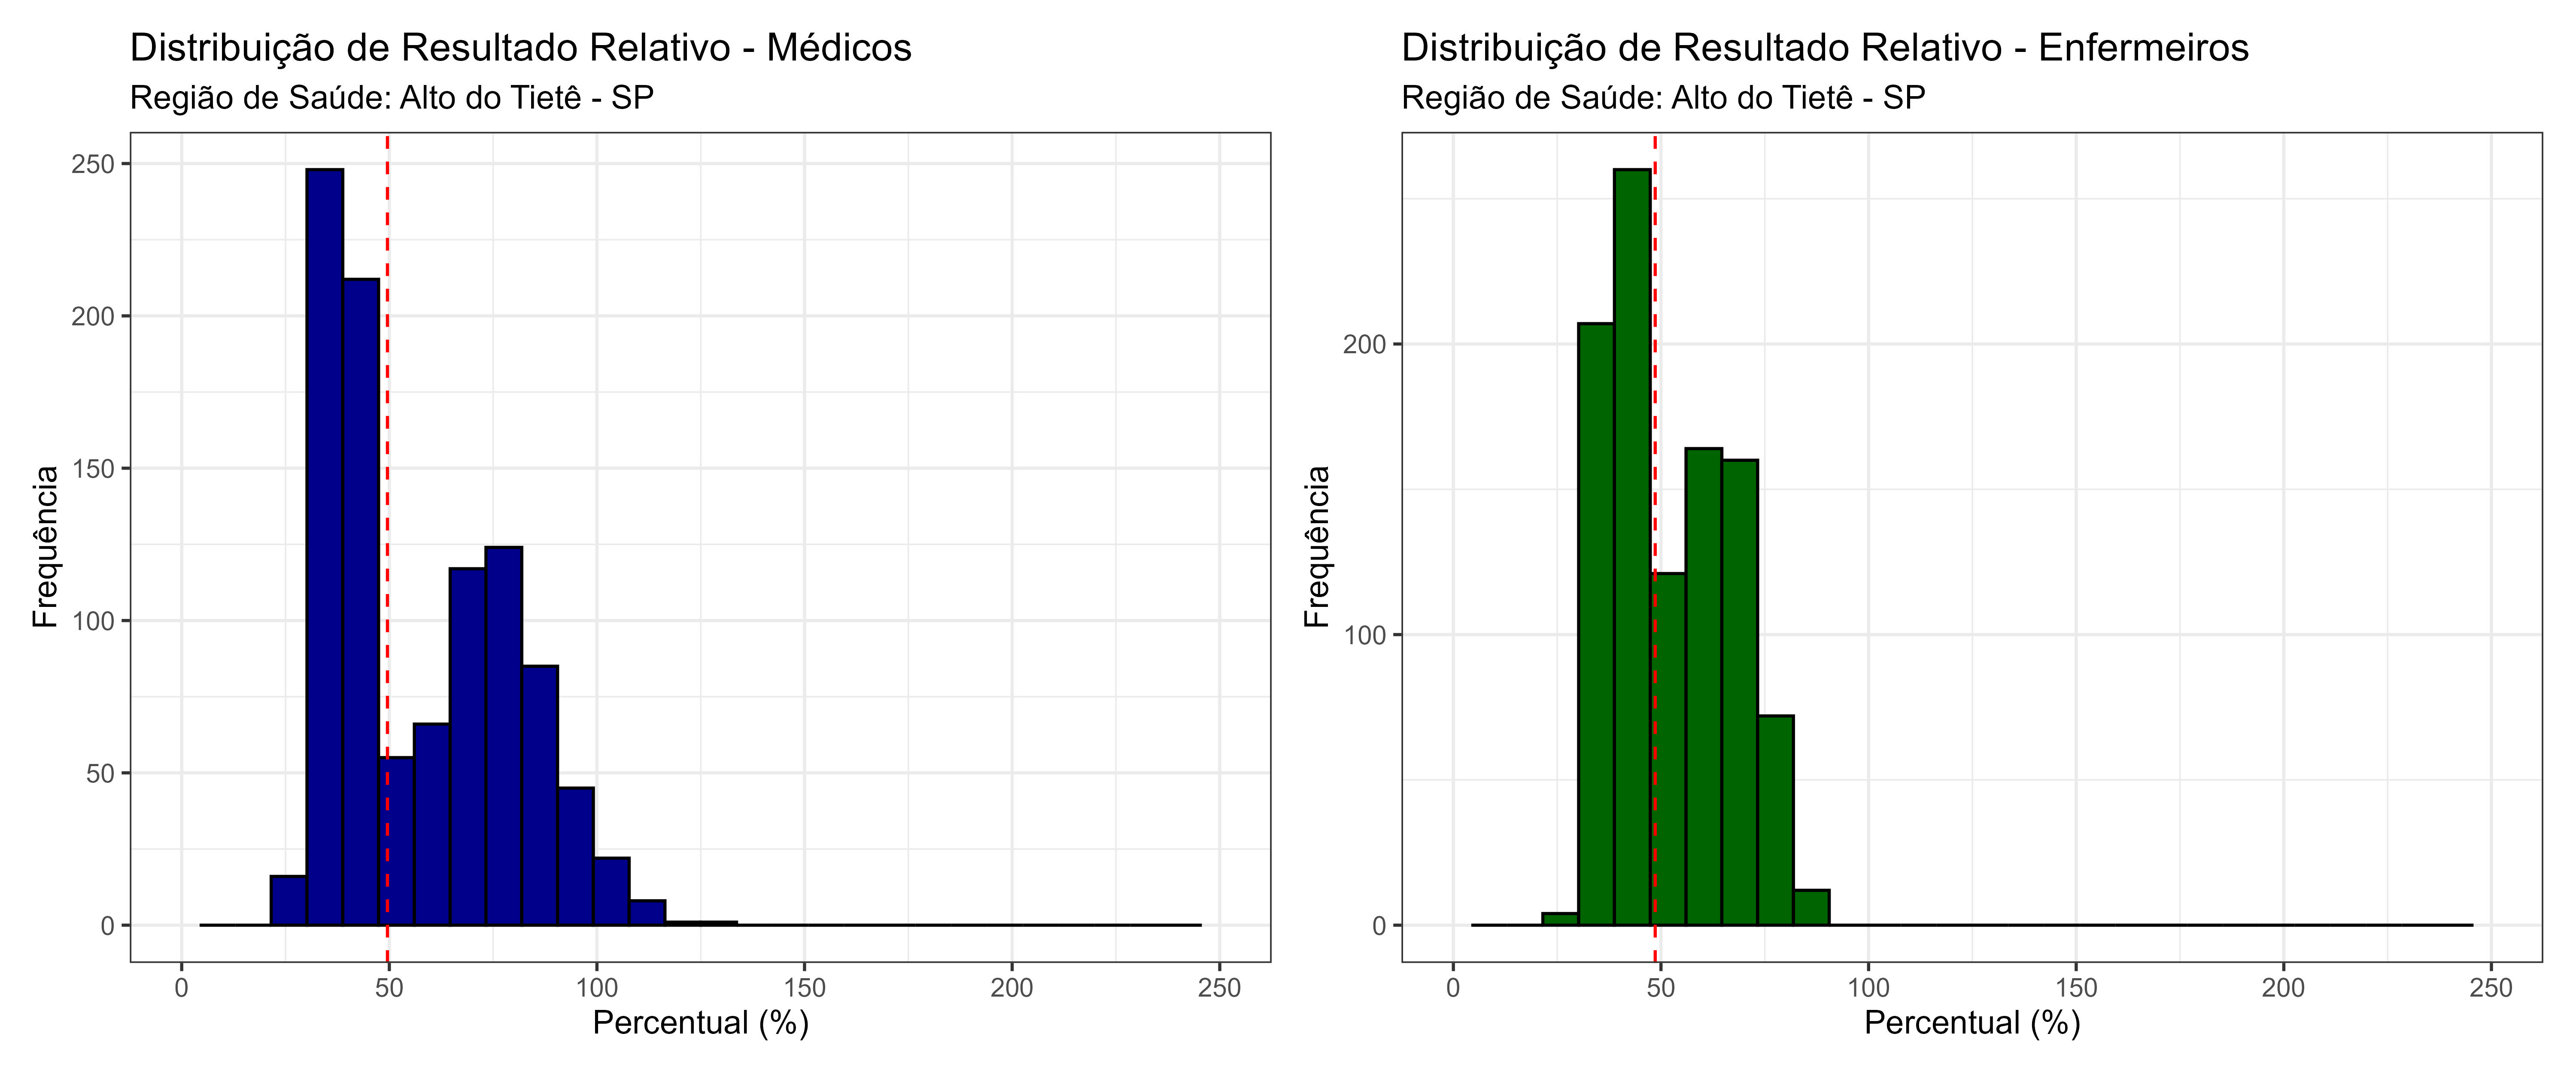 Distribuição de Resultado Relativo - Médicos
Região de Saúde: Alto do Tietê - SP
Frequência
250
200
150
100
50
0
0 50 100 150 200 250
Percentual (%)
Distribuição de Resultado Relativo - Enfermeiros
Região de Saúde: Alto do Tietê - SP
Frequência
200
100
0
0 50 100 150 200 250
Percentual (%)